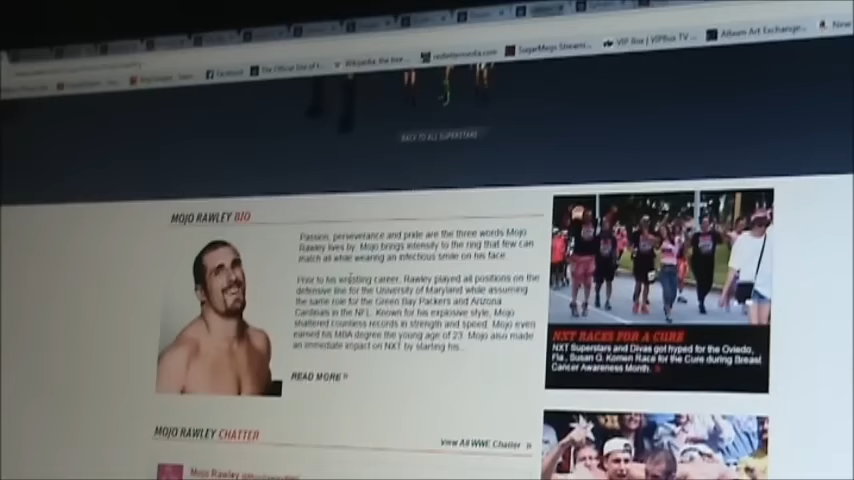 Facebook
The Official Site of
Wikipedia, the free
SugarMegs Streams...
VIP Box | VIPBox TV ...
Album Art Exchange...
New
BACK TO ALL SUPERSTARS
MOJO RAWLEY BIO
Passion, perseverance and pride are the three words Mojo
Rawley lives by. Mojo brings intensity to the ring that few can
match all while wearing an infectious smile on his face.
Prior to his wrestling career, Rawley played all positions on the
defensive line for the University of Maryland while assuming
the same role for the Green Bay Packers and Arizona
Cardinals in the NFL. Known for his explosive style, Mojo
shattered countless records in strength and speed. Mojo even
earned his MBA degree the young age of 23. Mojo also made
an immediate impact on NXT by starting his...
READ MORE »
NXT RACES FOR A CURE
NXT Superstars and Divas got hyped for the Oviedo,
Fla., Susan G. Komen Race for the Cure during Breast
Cancer Awareness Month. »
MOJO RAWLEY CHATTER
View All WWE Chatter »
Mojo Rawley